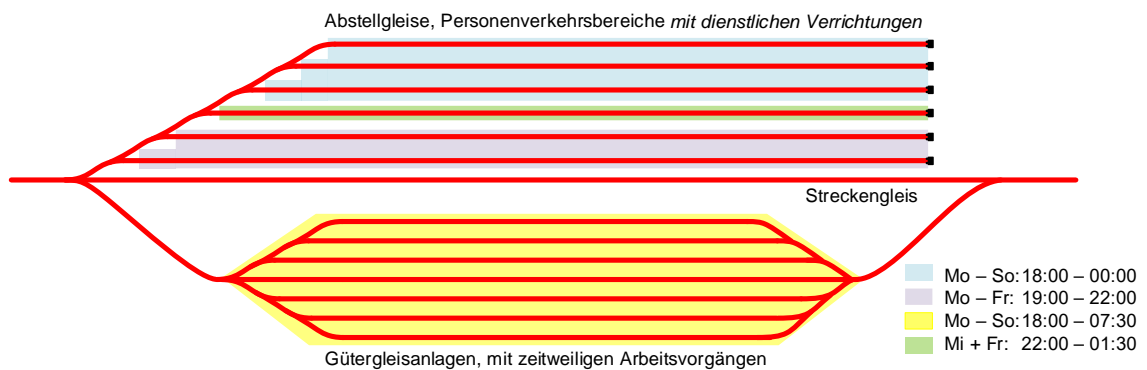 Abstellgleise, Personenverkehrsbereiche mit dienstlichen Verrichtungen
Streckengleis
Mo – So: 18:00 – 00:00
Mo – Fr: 19:00 – 22:00
Mo – So: 18:00 – 07:30
Mi + Fr: 22:00 – 01:30
Gütergleisanlagen, mit zeitweiligen Arbeitsvorgängen